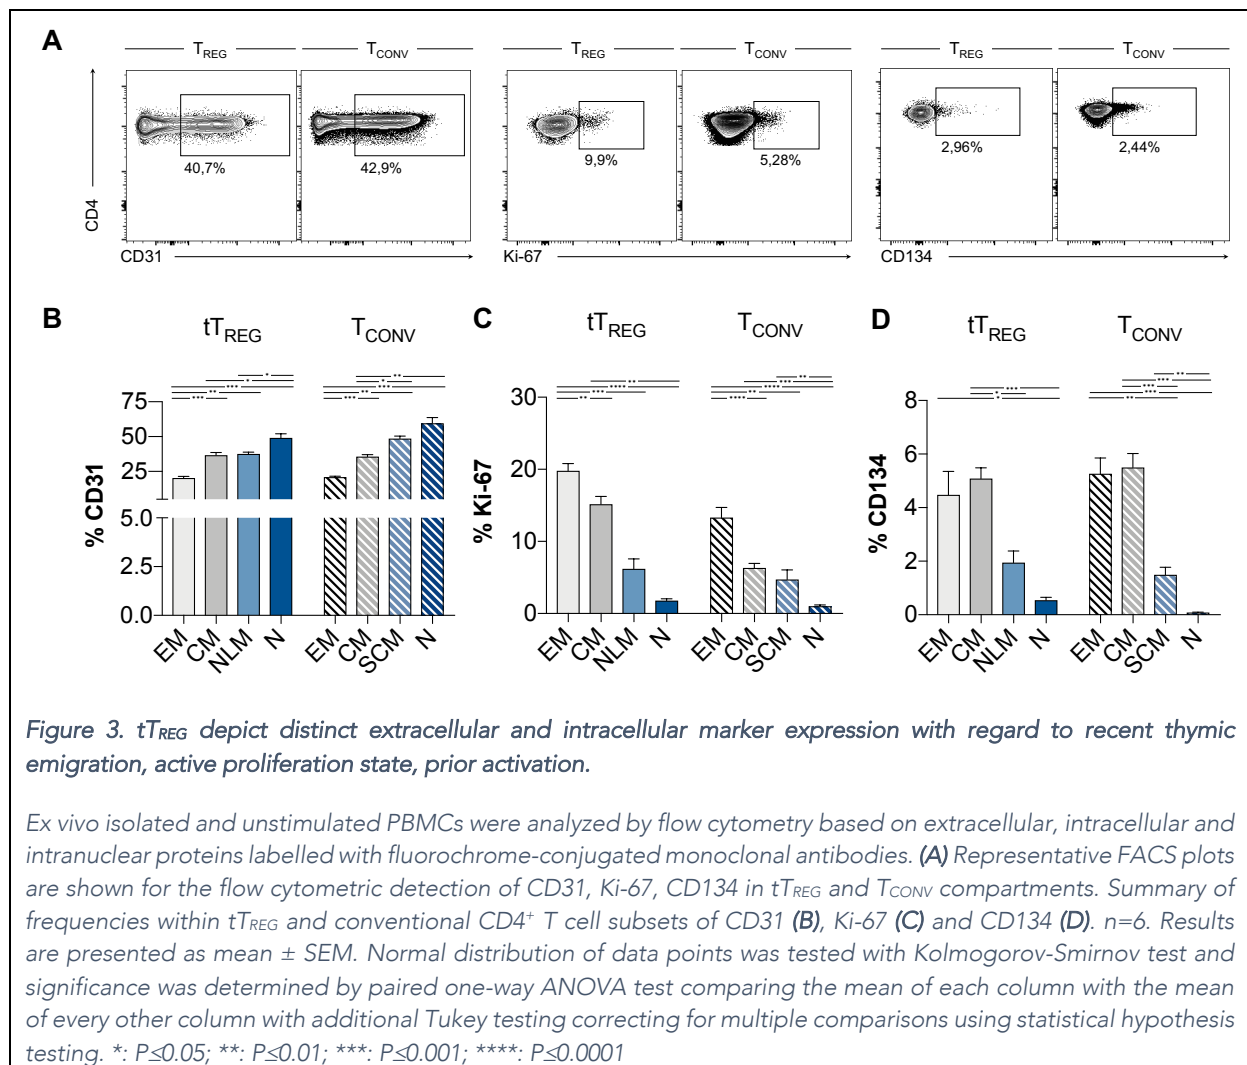 A
TREG TCONV TREG TCONV TREG TCONV
CD4
40,7% 42,9% 9,9% 5,28% 2,96% 2,44%
CD31 Ki-67 CD134
B
tTREG TCONV
* ** * * *** *** ** ** **** ***
% CD31
75
50
25
5.0
2.5
0.0
EM CM NLM N EM CM SCM N
C
tTREG TCONV
% Ki-67
30
20
10
0
EM CM NLM N EM CM SCM N
D
tTREG TCONV
% CD134
8
6
4
2
0
EM CM NLM N EM CM SCM N
Figure 3. tTREG depict distinct extracellular and intracellular marker expression with regard to recent thymic
emigration, active proliferation state, prior activation.
Ex vivo isolated and unstimulated PBMCs were analyzed by flow cytometry based on extracellular, intracellular and
intranuclear proteins labelled with fluorochrome-conjugated monoclonal antibodies. (A) Representative FACS plots
are shown for the flow cytometric detection of CD31, Ki-67, CD134 in tTREG and TCONV compartments. Summary of
frequencies within tTREG and conventional CD4+ T cell subsets of CD31 (B), Ki-67 (C) and CD134 (D). n=6. Results
are presented as mean ± SEM. Normal distribution of data points was tested with Kolmogorov-Smirnov test and
significance was determined by paired one-way ANOVA test comparing the mean of each column with the mean
of every other column with additional Tukey testing correcting for multiple comparisons using statistical hypothesis
testing. *: P≤0.05; **: P≤0.01; ***: P≤0.001; ****: P≤0.0001